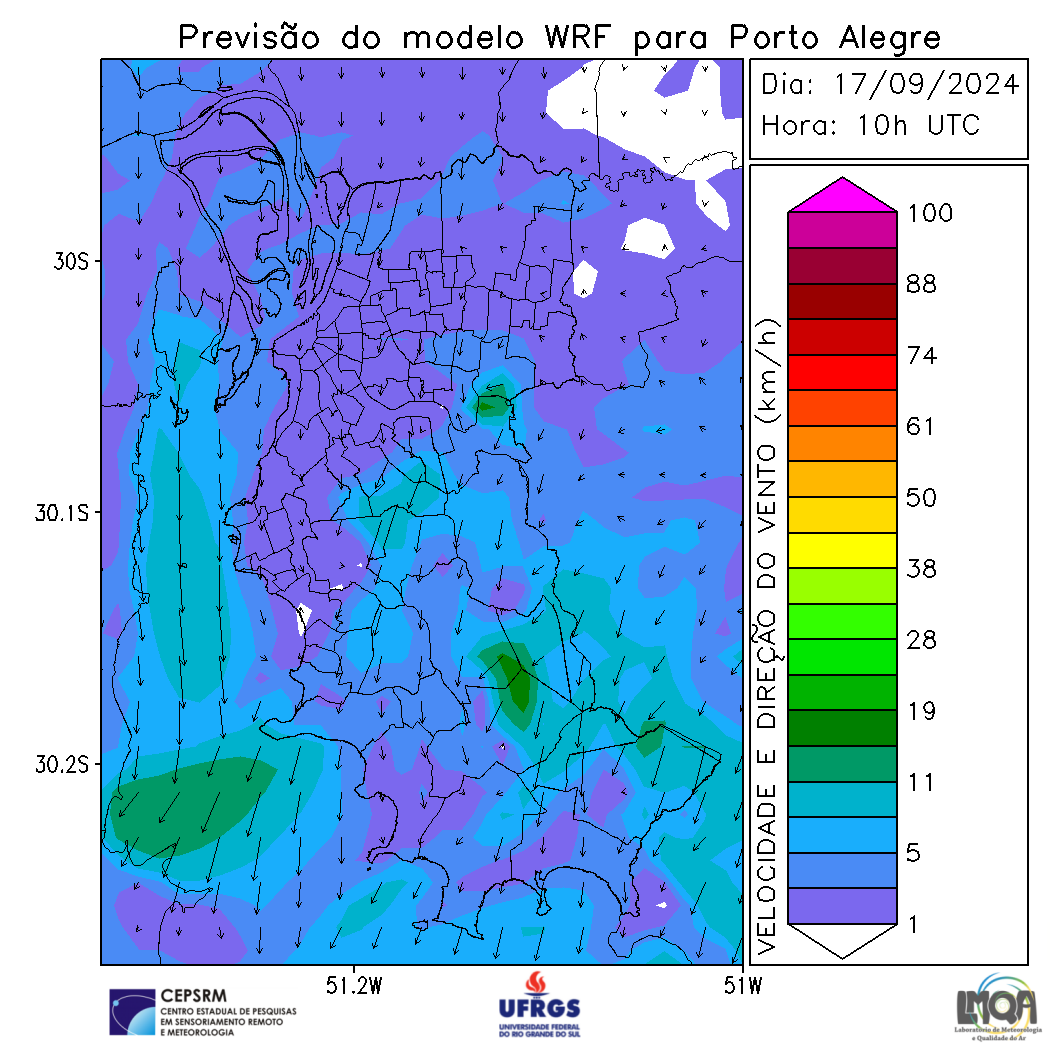 Previsão do modelo WRF para Porto Alegre
Dia: 17/09/2024
Hora: 10h UTC
30S
30.1S
30.2S
51.2W
51W
VELOCIDADE E DIREÇÃO DO VENTO (km/h)
100
88
74
61
50
38
28
19
11
5
1
CEPSRM
CENTRO ESTADUAL DE PESQUISAS
EM SENSORIAMENTO REMOTO
E METEOROLOGIA
UFRGS
UNIVERSIDADE FEDERAL
DO RIO GRANDE DO SUL
LMQA
Laboratório de Meteorologia
e Qualidade do Ar